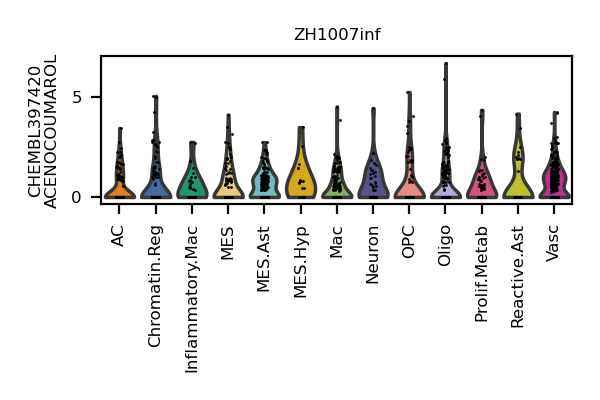 ZH1007inf
CHEMBL397420
ACENOCOUMAROL
5
0
AC
Chromatin.Reg
Inflammatory.Mac
MES
MES.Ast
MES.Hyp
Mac
Neuron
OPC
Oligo
Prolif.Metab
Reactive.Ast
Vasc